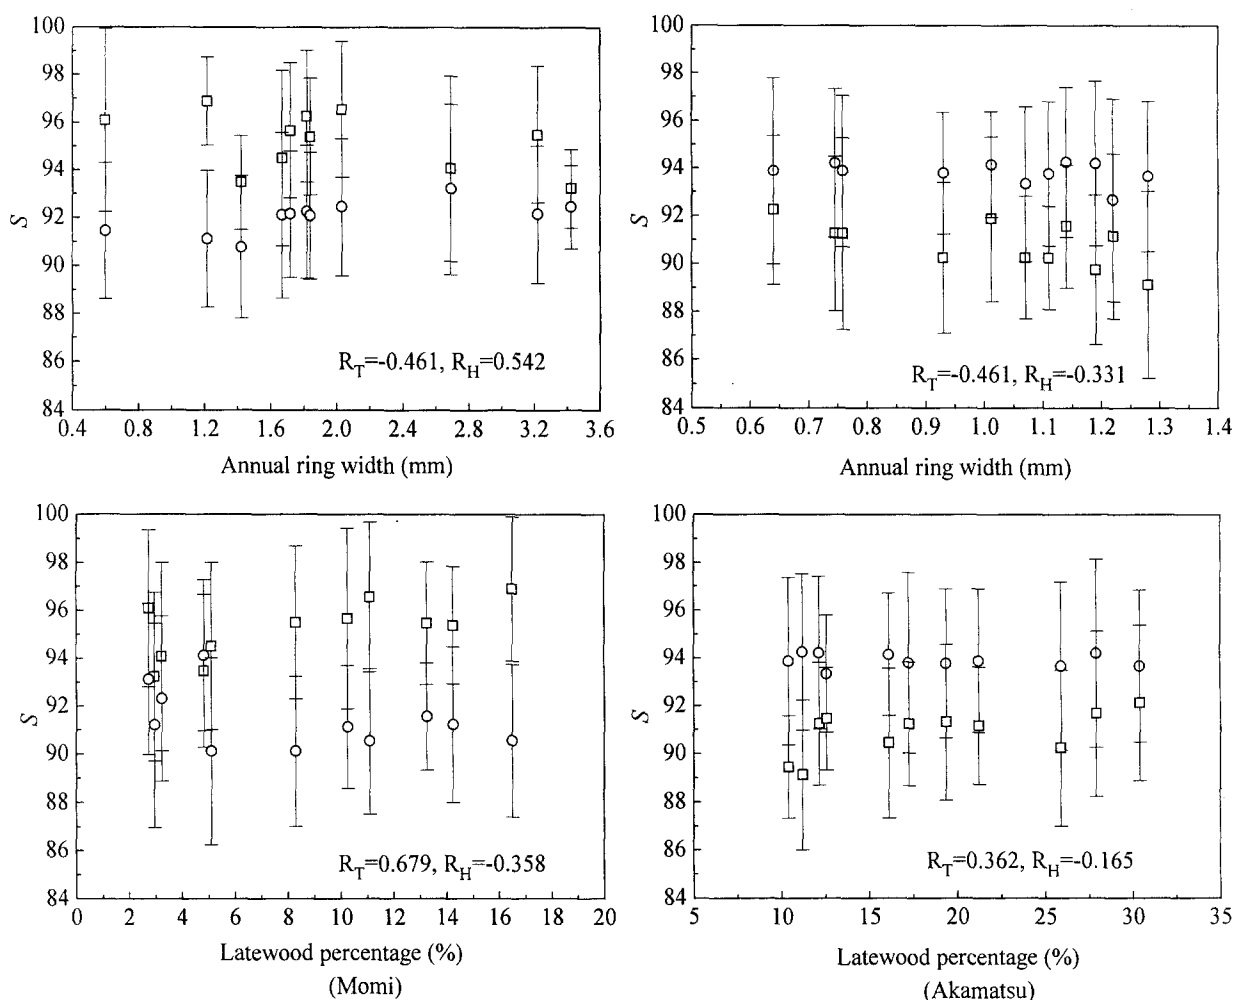 100
98
96
94
92
90
88
86
84
S
0.4 1.2 1.6 2.0 2.4 2.8 3.2 3.6
R_T=-0.461, R_H=0.542
Annual ring width (mm)
100
98
96
94
92
90
88
86
84
S
0.5 0.6 0.7 0.8 0.9 1.0 1.1 1.2 1.3 1.4
R_T=-0.461, R_H=-0.331
Annual ring width (mm)
100
98
96
94
92
90
88
86
84
S
0 2 4 6 8 10 12 14 16 18 20
R_T=0.679, R_H=-0.358
Latewood percentage (%)
(Momi)
100
98
96
94
92
90
88
86
84
S
5 10 15 20 25 30 35
R_T=0.362, R_H=-0.165
Latewood percentage (%)
(Akamatsu)